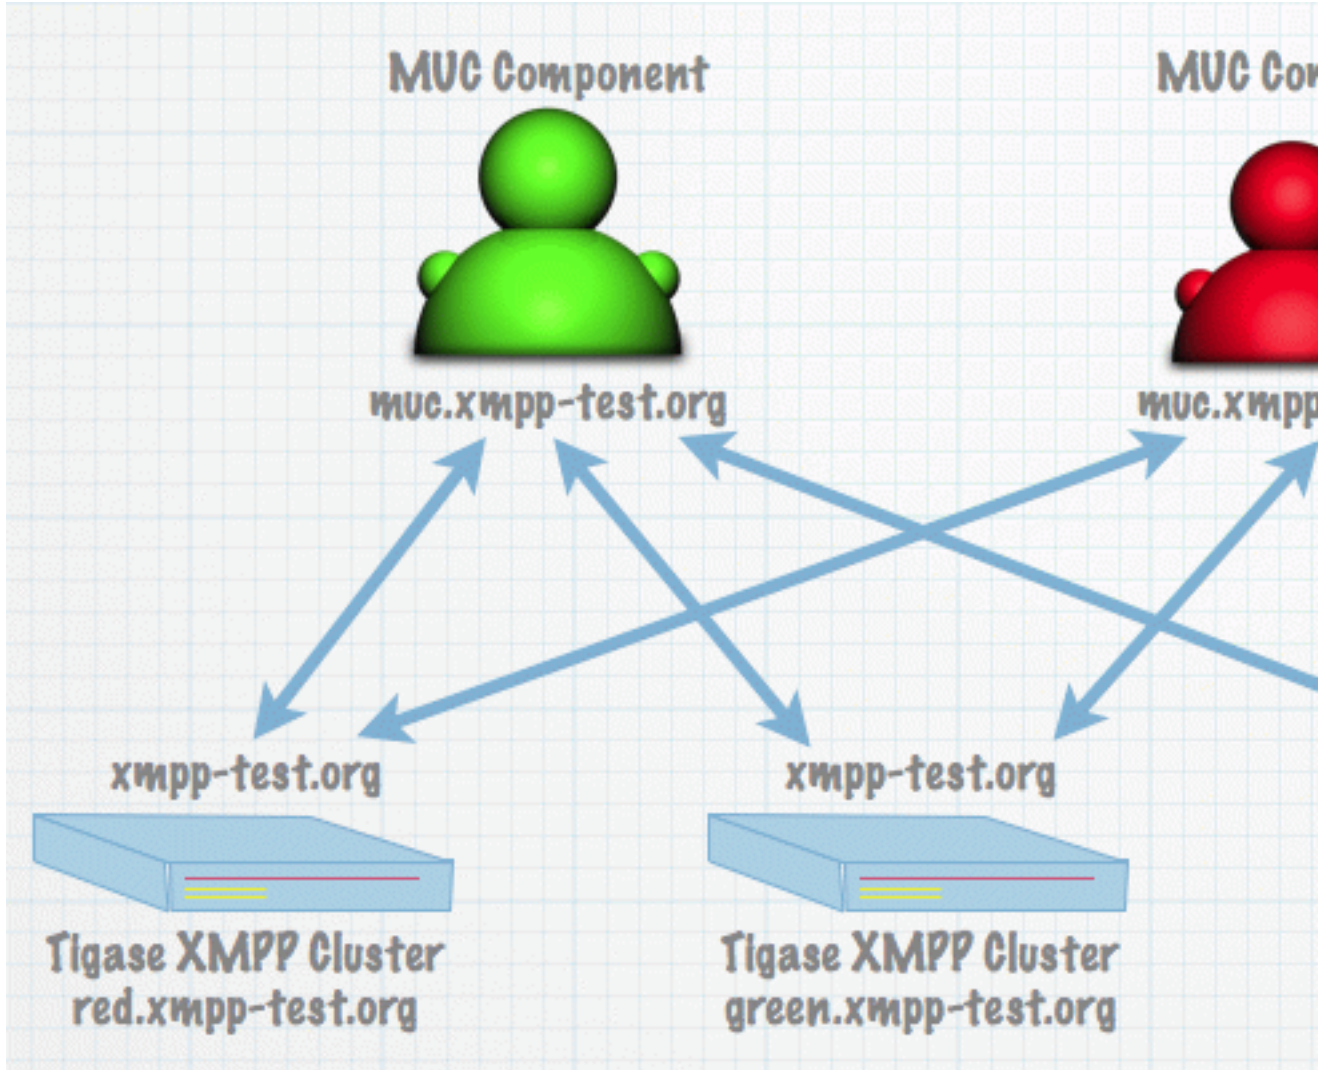 MUC Component
MUC
muc.xmpp-test.org
xmpp-test.org
xmpp-test.org
Tigase XMPP Cluster
Tigase XMPP Cluster
red.xmpp-test.org
green.xmpp-test.org